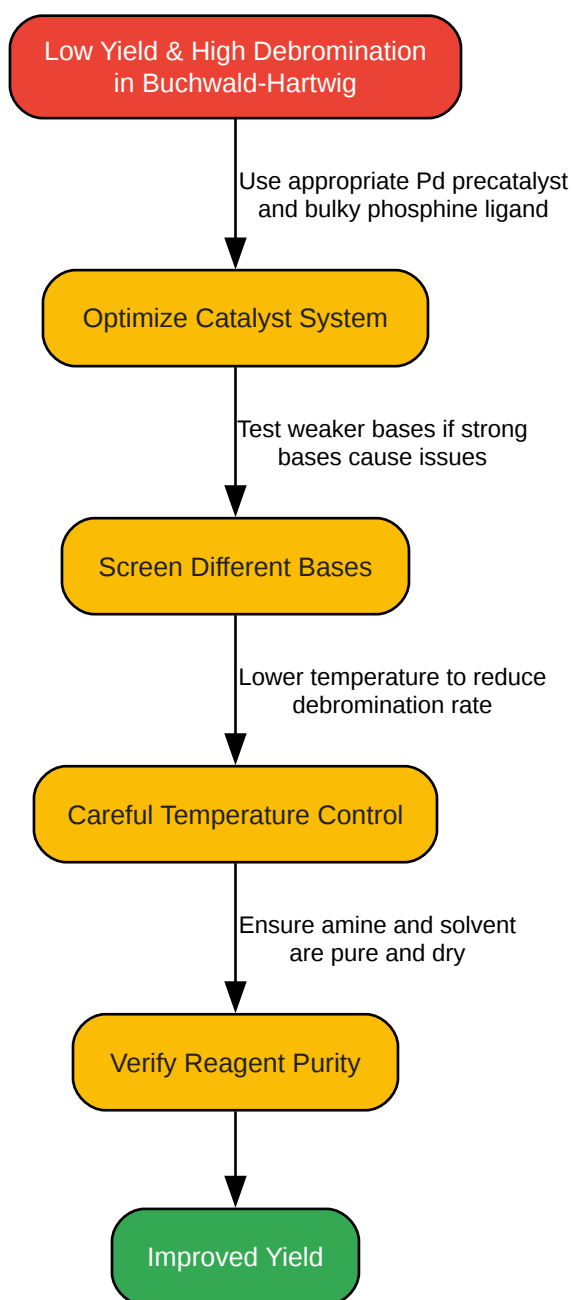 Low Yield & High Debromination
in Buchwald-Hartwig
Use appropriate Pd precatalyst
and bulky phosphine ligand
Optimize Catalyst System
Test weaker bases if strong
bases cause issues
Screen Different Bases
Lower temperature to reduce
debromination rate
Careful Temperature Control
Ensure amine and solvent
are pure and dry
Verify Reagent Purity
Improved Yield